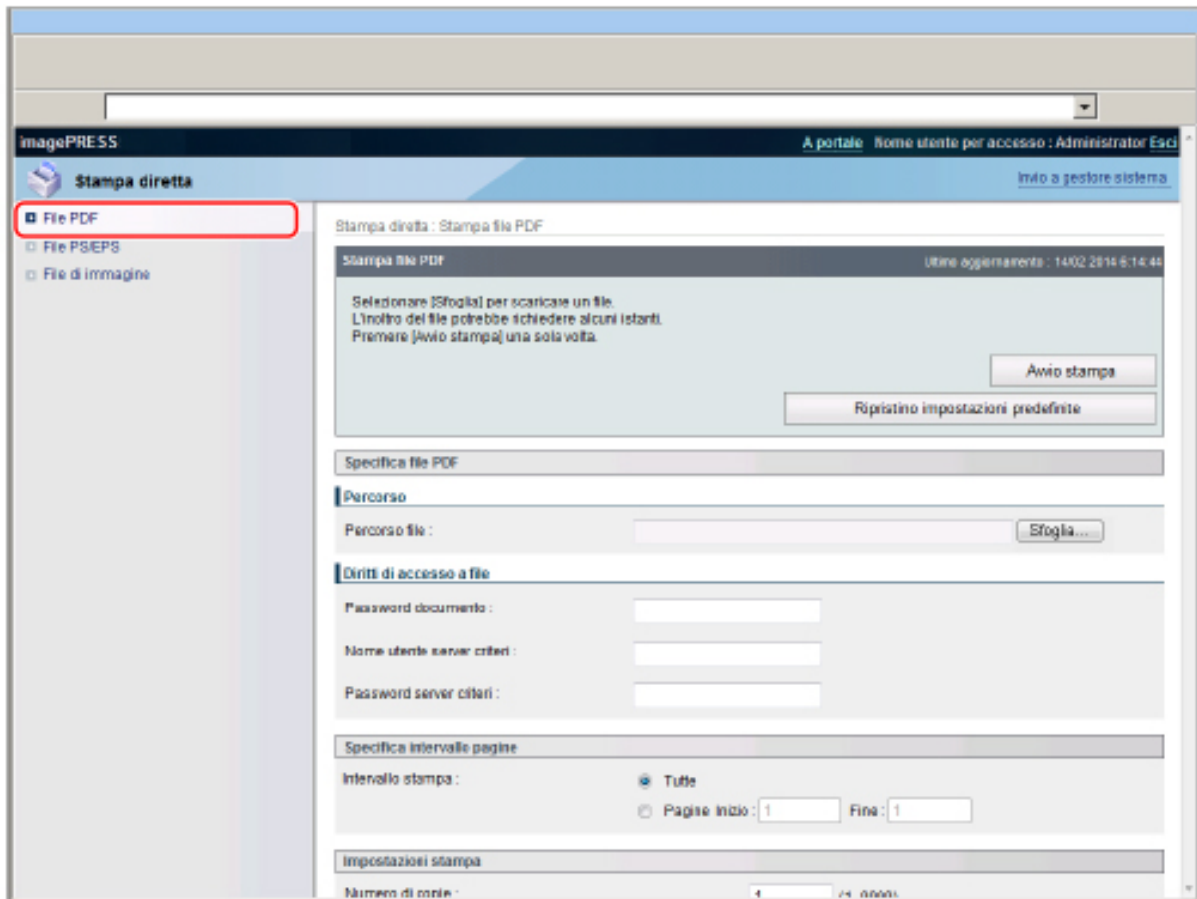 imagePRESS
A portale Nome utente per accesso : Administrator Esci
Stampa diretta
Invio a gestore sistema
File PDF
File PS/EPS
File di immagine
Stampa diretta : Stampa file PDF
Stampa file PDF
Ultimo aggiornamento : 14/02 2014 6:14:44
Selezionare [Sfoglia] per scaricare un file.
L'inoltro del file potrebbe richiedere alcuni istanti.
Premere [Avvio stampa] una sola volta.
Avvio stampa
Ripristino impostazioni predefinite
Specifica file PDF
Percorso
Percorso file :
Sfoglia...
Diritti di accesso a file
Password documento :
Nome utente server criteri :
Password server criteri :
Specifica intervallo pagine
Intervallo stampa :
Tutte
Pagine Inizio : 1 Fine : 1
Impostazioni stampa
Numero di copie : 1